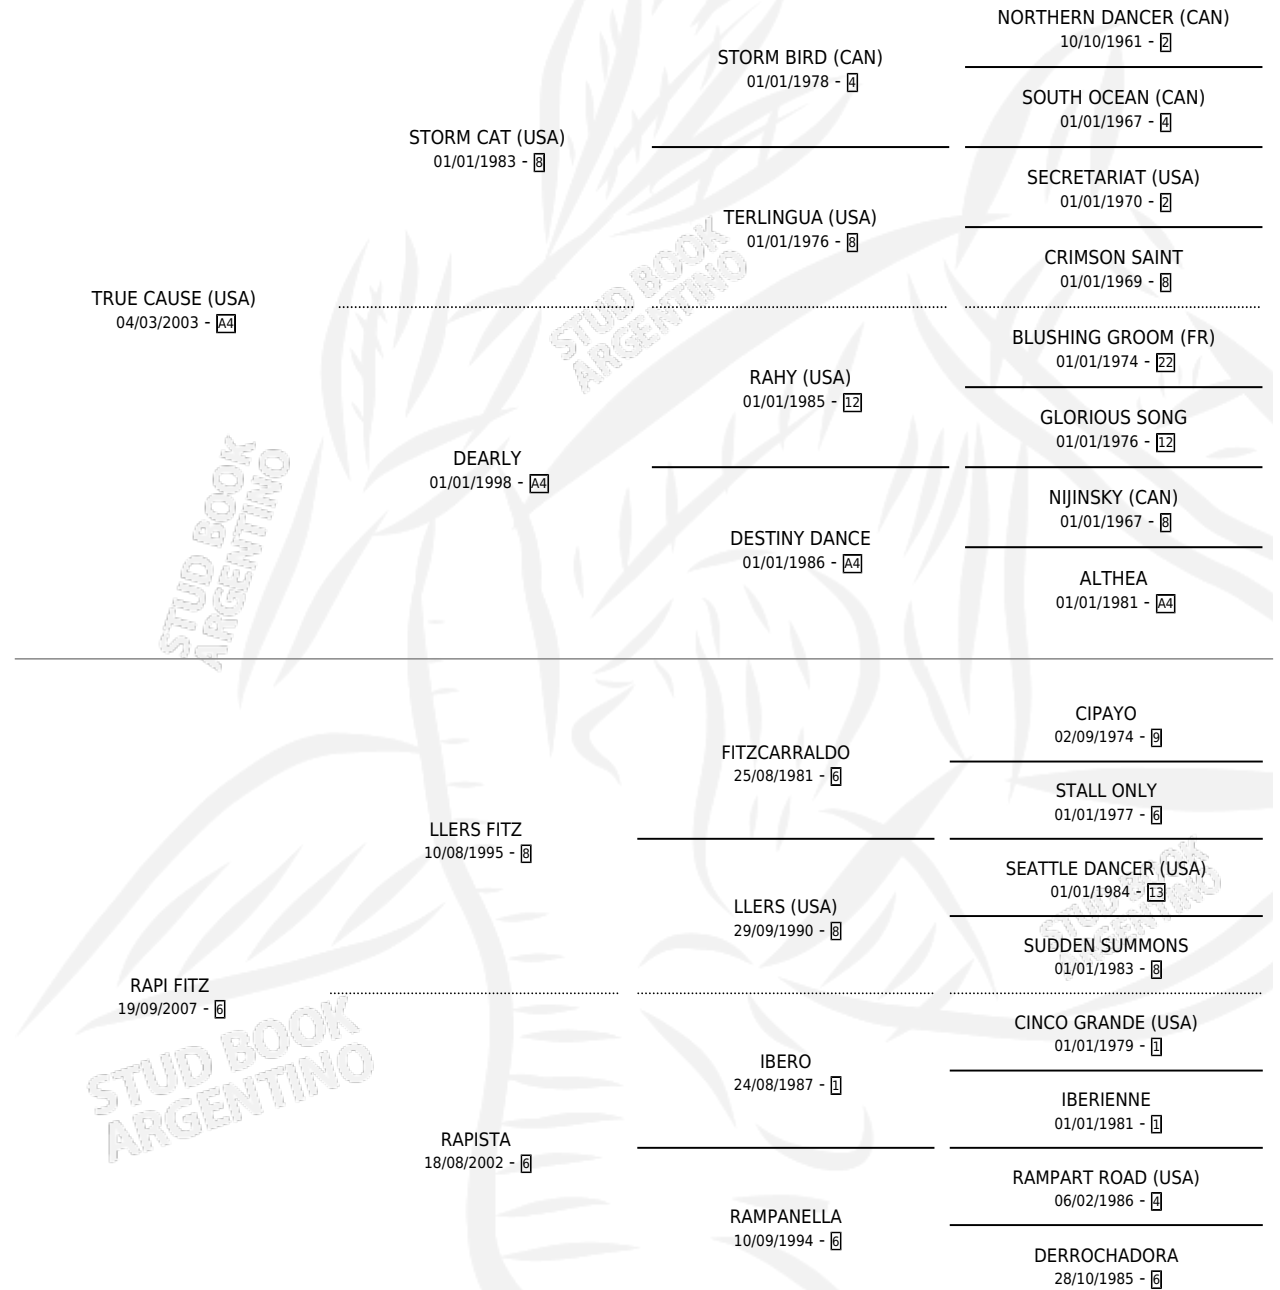 NORTHERN DANCER (CAN)
10/10/1961 - 2
STORM BIRD (CAN)
01/01/1978 - 4
SOUTH OCEAN (CAN)
01/01/1967 - 4
STORM CAT (USA)
01/01/1983 - 8
SECRETARIAT (USA)
01/01/1970 - 2
TERLINGUA (USA)
01/01/1976 - 8
CRIMSON SAINT
01/01/1969 - 8
TRUE CAUSE (USA)
04/03/2003 - A4
BLUSHING GROOM (FR)
01/01/1974 - 22
RAHY (USA)
01/01/1985 - 12
GLORIOUS SONG
01/01/1976 - 12
DEARLY
01/01/1998 - A4
NIJINSKY (CAN)
01/01/1967 - 8
DESTINY DANCE
01/01/1986 - A4
ALTHEA
01/01/1981 - A4
CIPAYO
02/09/1974 - 9
FITZCARRALDO
25/08/1981 - 6
STALL ONLY
01/01/1977 - 6
LLERS FITZ
10/08/1995 - 8
SEATTLE DANCER (USA)
01/01/1984 - 13
LLERS (USA)
29/09/1990 - 8
SUDDEN SUMMONS
01/01/1983 - 8
RAPI FITZ
19/09/2007 - 6
CINCO GRANDE (USA)
01/01/1979 - 1
IBERO
24/08/1987 - 1
IBERIENNE
01/01/1981 - 1
RAPISTA
18/08/2002 - 6
RAMPART ROAD (USA)
06/02/1986 - 4
RAMPANELLA
10/09/1994 - 6
DERROCHADORA
28/10/1985 - 6
STUD BOOK
ARGENTINO
STUD BOOK
ARGENTINO
STUD BOOK
ARGENTINO
STUD BOOK
ARGENTINO